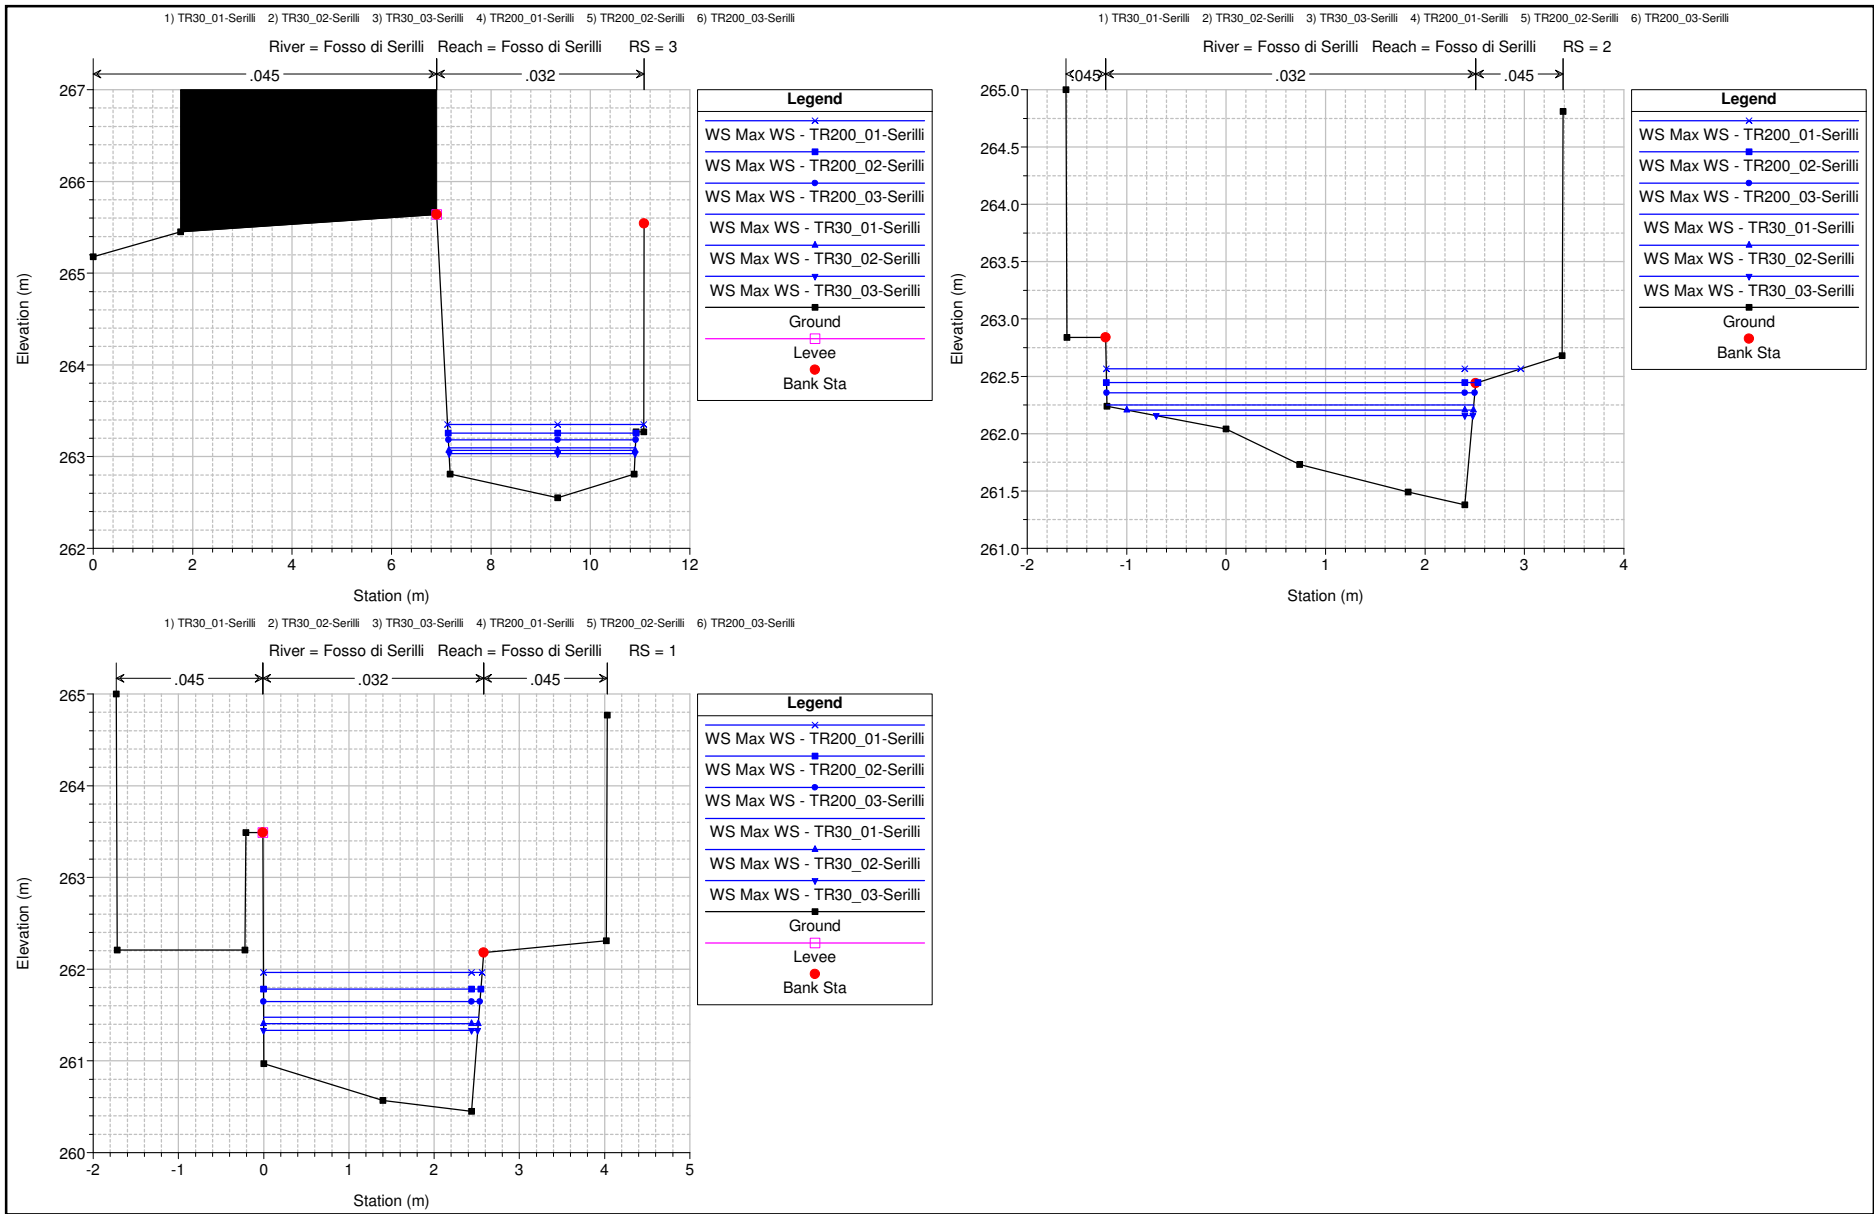 1) TR30_01-Serilli 2) TR30_02-Serilli 3) TR30_03-Serilli 4) TR200_01-Serilli 5) TR200_02-Serilli 6) TR200_03-Serilli
River = Fosso di Serilli Reach = Fosso di Serilli RS = 3
.045 .032
267
266
265
264
263
262
0 2 4 6 8 10 12
Elevation (m)
Station (m)
Legend
WS Max WS - TR200_01-Serilli
WS Max WS - TR200_02-Serilli
WS Max WS - TR200_03-Serilli
WS Max WS - TR30_01-Serilli
WS Max WS - TR30_02-Serilli
WS Max WS - TR30_03-Serilli
Ground
Levee
Bank Sta
1) TR30_01-Serilli 2) TR30_02-Serilli 3) TR30_03-Serilli 4) TR200_01-Serilli 5) TR200_02-Serilli 6) TR200_03-Serilli
River = Fosso di Serilli Reach = Fosso di Serilli RS = 2
.045 .032 .045
265.0
264.5
264.0
263.5
263.0
262.5
262.0
261.5
261.0
-2 -1 0 1 2 3 4
Elevation (m)
Station (m)
Legend
WS Max WS - TR200_01-Serilli
WS Max WS - TR200_02-Serilli
WS Max WS - TR200_03-Serilli
WS Max WS - TR30_01-Serilli
WS Max WS - TR30_02-Serilli
WS Max WS - TR30_03-Serilli
Ground
Bank Sta
1) TR30_01-Serilli 2) TR30_02-Serilli 3) TR30_03-Serilli 4) TR200_01-Serilli 5) TR200_02-Serilli 6) TR200_03-Serilli
River = Fosso di Serilli Reach = Fosso di Serilli RS = 1
.045 .032 .045
265
264
263
262
261
260
-2 -1 0 1 2 3 4 5
Elevation (m)
Station (m)
Legend
WS Max WS - TR200_01-Serilli
WS Max WS - TR200_02-Serilli
WS Max WS - TR200_03-Serilli
WS Max WS - TR30_01-Serilli
WS Max WS - TR30_02-Serilli
WS Max WS - TR30_03-Serilli
Ground
Levee
Bank Sta